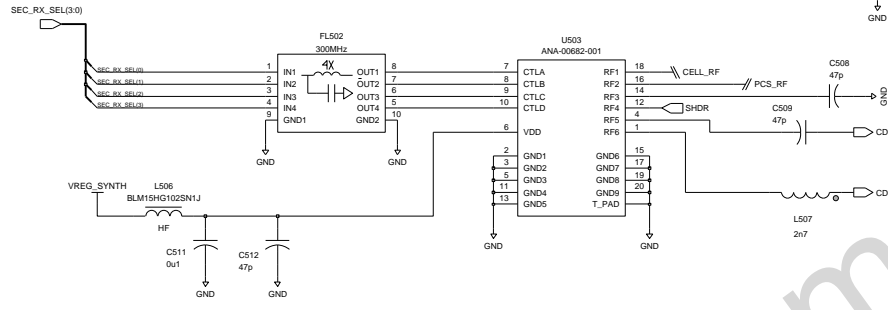 SEC_RX_SEL(3:0)
GND
FL502
300MHz
U503
ANA-00682-001
4X
SEC_RX_SEL(0) 1 IN1 OUT1 8 7 CTLA RF1 18 CELL_RF
SEC_RX_SEL(1) 2 IN2 OUT2 7 8 CTLB RF2 16 PCS_RF
SEC_RX_SEL(2) 3 IN3 OUT3 6 9 CTLC RF3 14
SEC_RX_SEL(3) 4 IN4 OUT4 5 10 CTLD RF4 12 SHDR
9 GND1 GND2 10 RF5 4
6 VDD RF6 1
C508
47p
GND
C509
47p
CD
GND
GND
2 GND1 GND6 15
3 GND2 GND7 17
5 GND3 GND8 19
11 GND4 GND9 20
13 GND5 T_PAD
GND
GND
VREG_SYNTH
L506
BLM15HG102SN1J
HF
C511
0u1
C512
47p
GND
GND
CD
L507
2n7